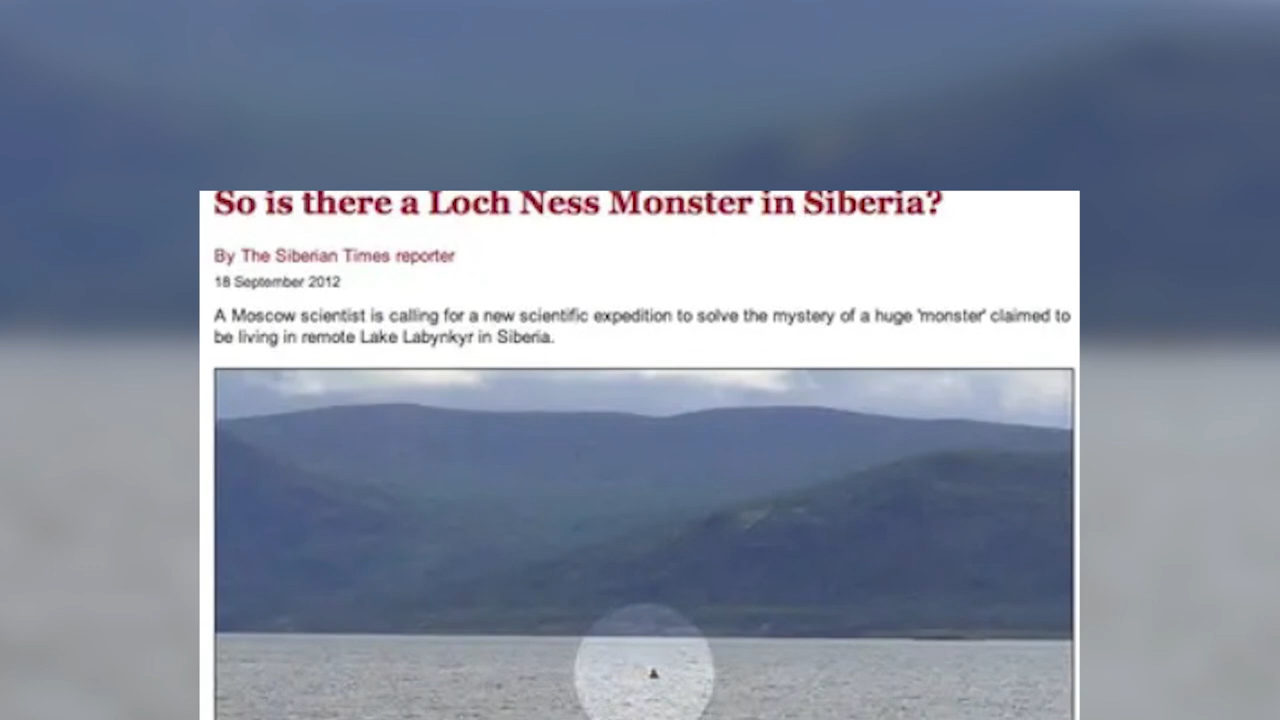 So is there a Loch Ness Monster in Siberia?
By The Siberian Times reporter
18 September 2012
A Moscow scientist is calling for a new scientific expedition to solve the mystery of a huge 'monster' claimed to
be living in remote Lake Labynkyr in Siberia.